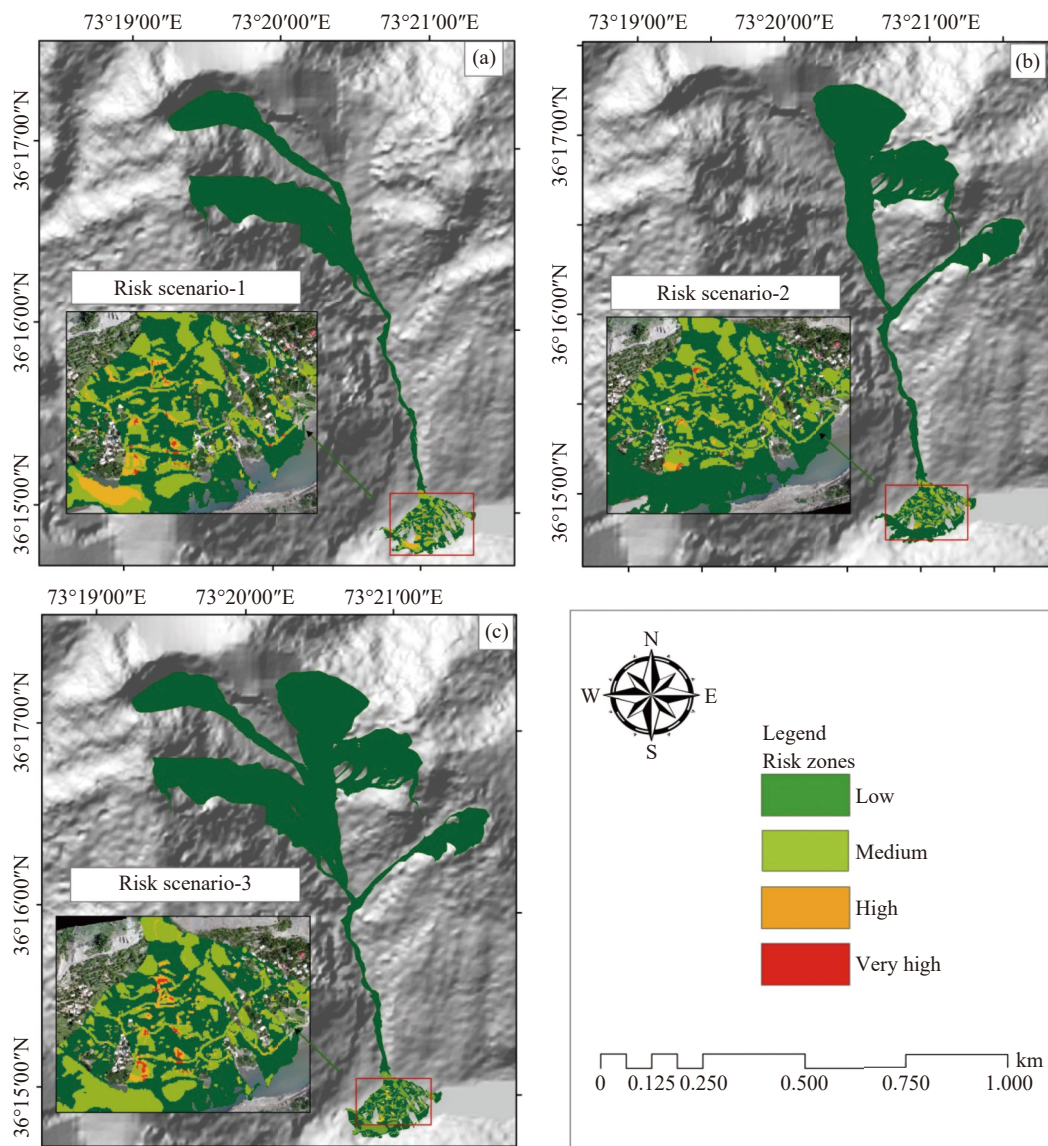 73°19′00″E 73°20′00″E 73°21′00″E
(a)
36°17′00″N
36°16′00″N
36°15′00″N
Risk scenario-1
73°19′00″E 73°20′00″E 73°21′00″E
(b)
36°17′00″N
36°16′00″N
36°15′00″N
Risk scenario-2
73°19′00″E 73°20′00″E 73°21′00″E
(c)
36°17′00″N
36°16′00″N
36°15′00″N
Risk scenario-3
N
W E
S
Legend
Risk zones
Low
Medium
High
Very high
km
0 0.125 0.250 0.500 0.750 1.000